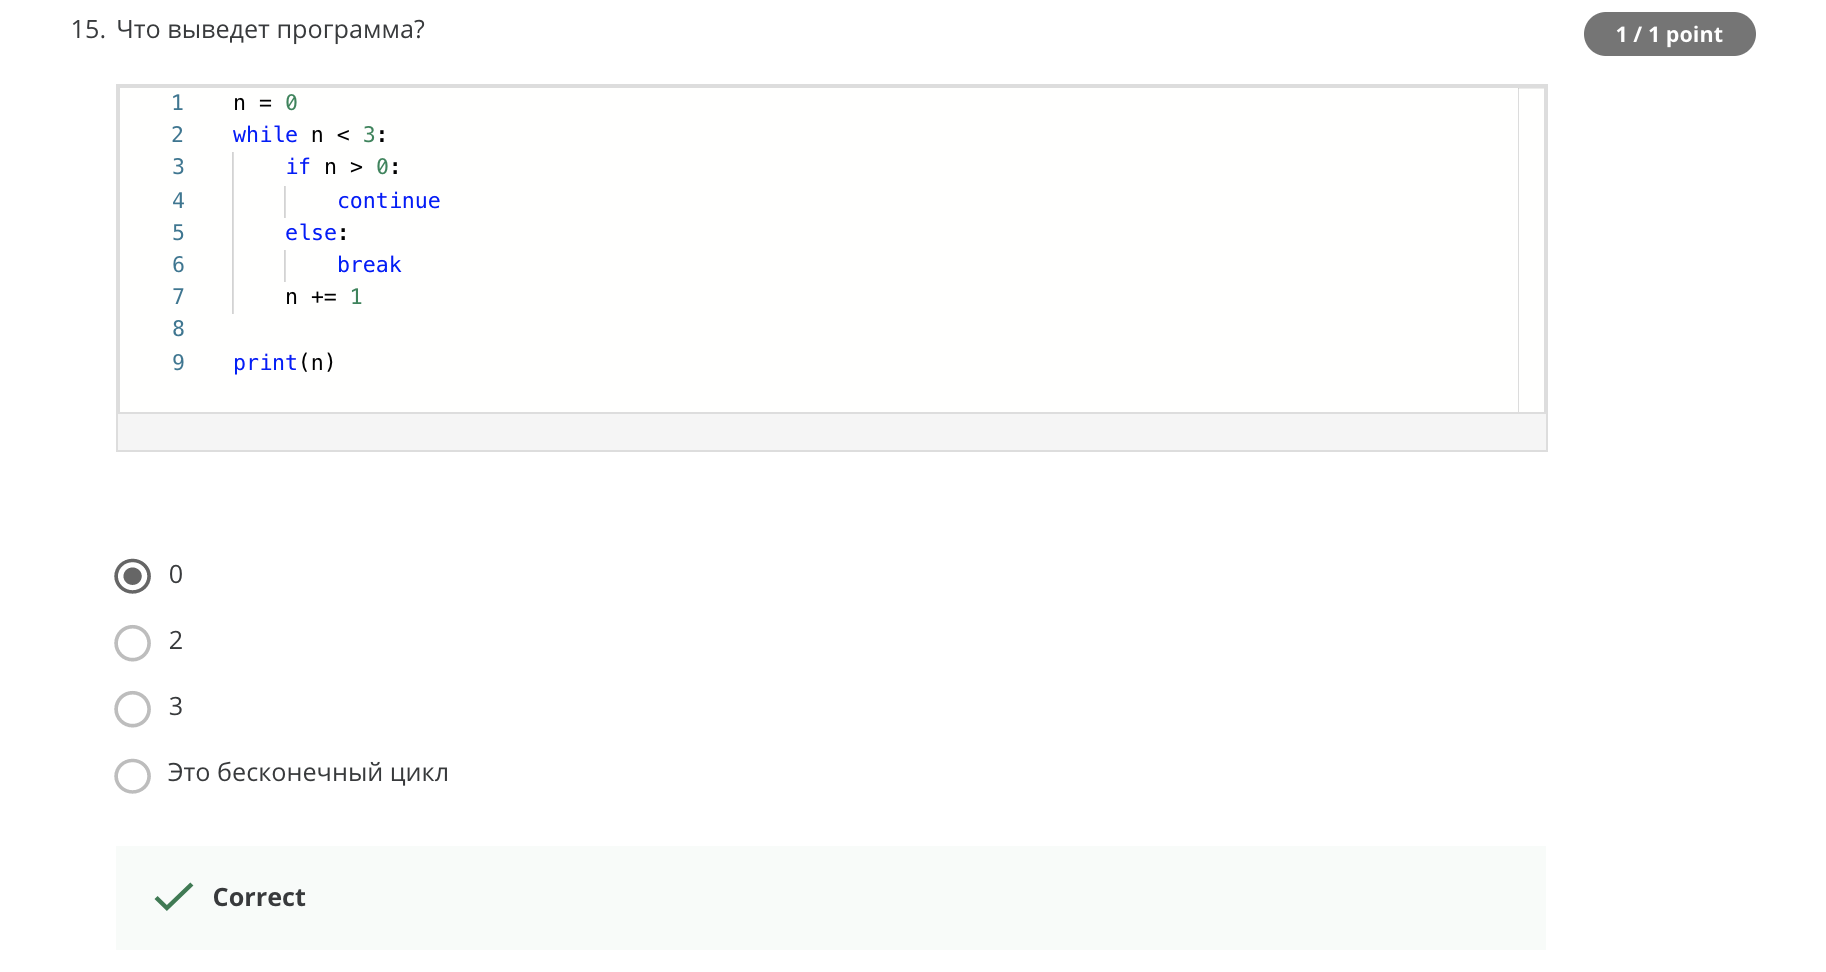 15. Что выведет программа?
1 / 1 point
1 n = 0
2 while n < 3:
3     if n > 0:
4         continue
5     else:
6         break
7     n += 1
8
9 print(n)
0
2
3
Это бесконечный цикл
Correct